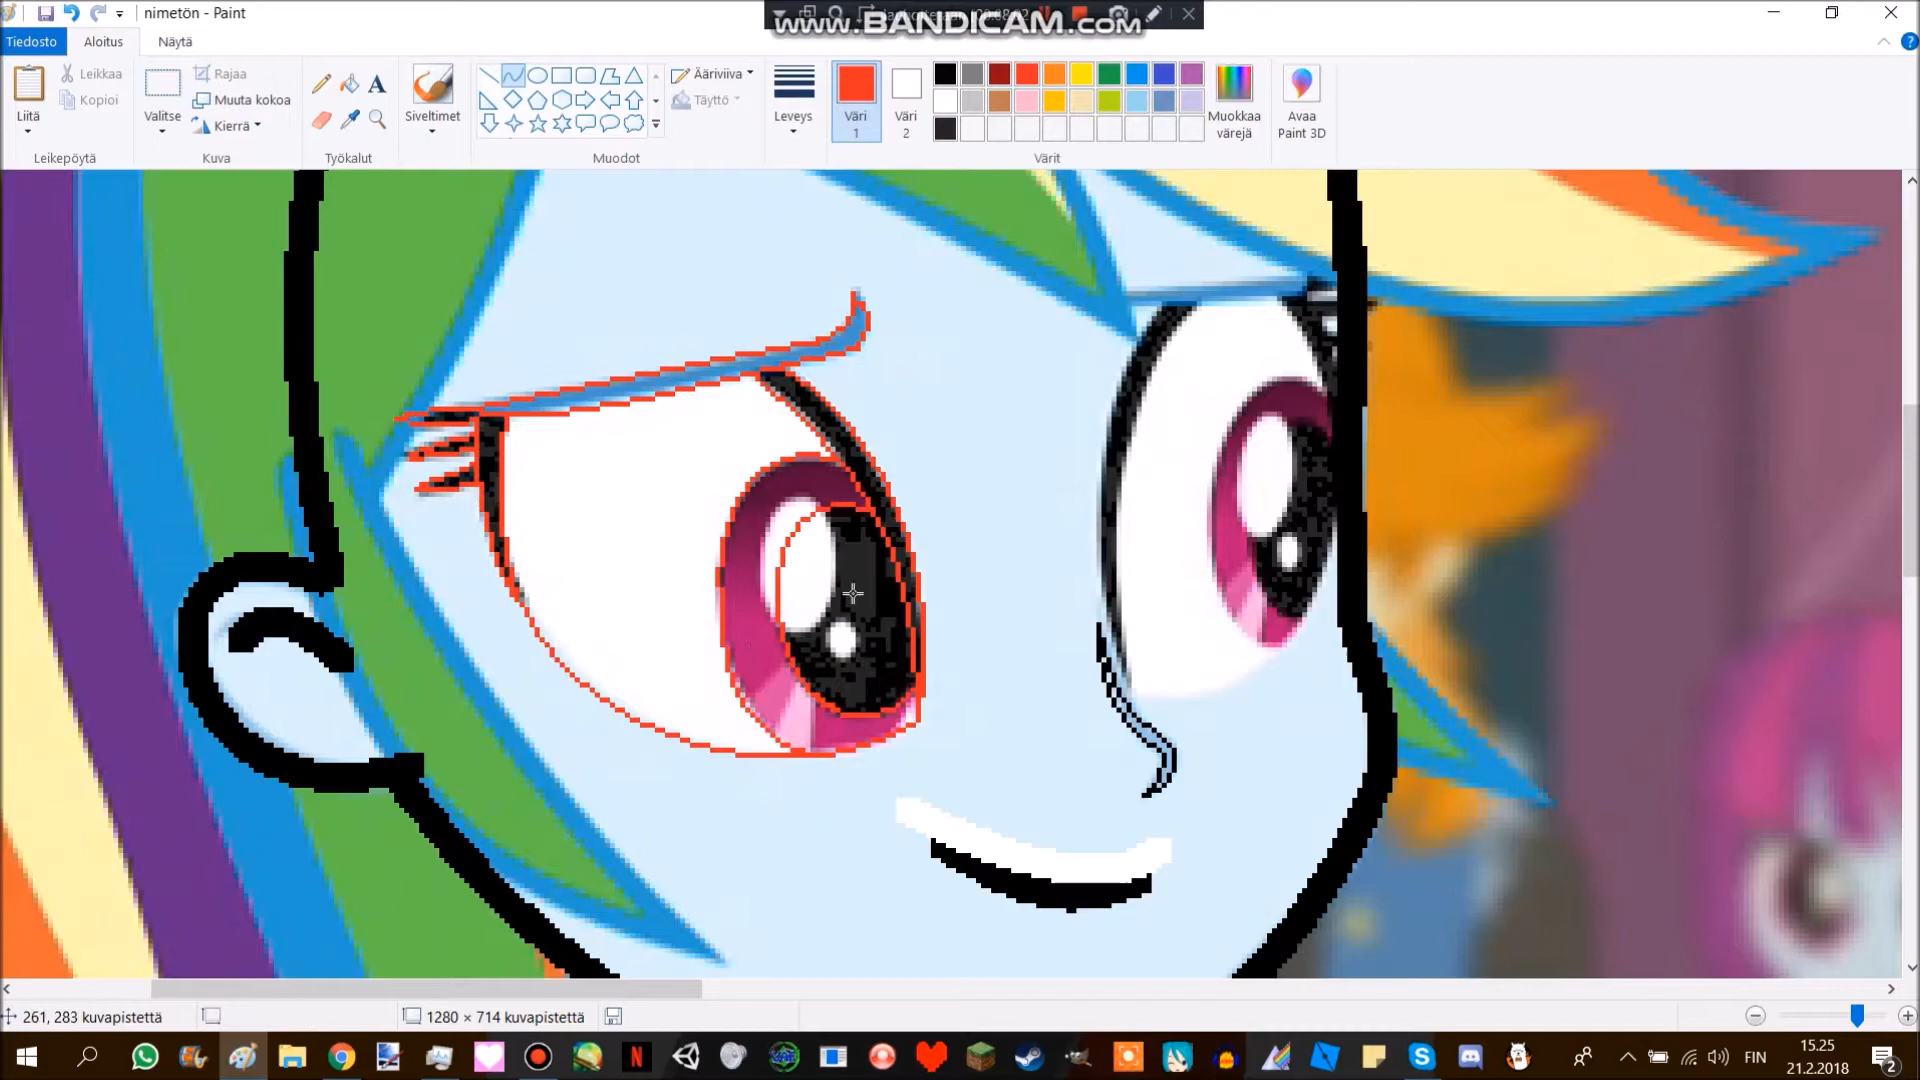 nimetön - Paint
www.BANDICAM.com
Tiedosto
Aloitus
Näytä
Liitä
Leikkaa
Kopioi
Leikepöytä
Valitse
Rajaa
Muuta kokoa
Kierrä
Kuva
Työkalut
Siveltimet
Ääriviiva
Täyttö
Muodot
Leveys
Väri
1
Väri
2
Värit
Muokkaa
värejä
Avaa
Paint 3D
261, 283 kuvapistettä
1280 × 714 kuvapistettä
FIN
15.25
21.2.2018
2